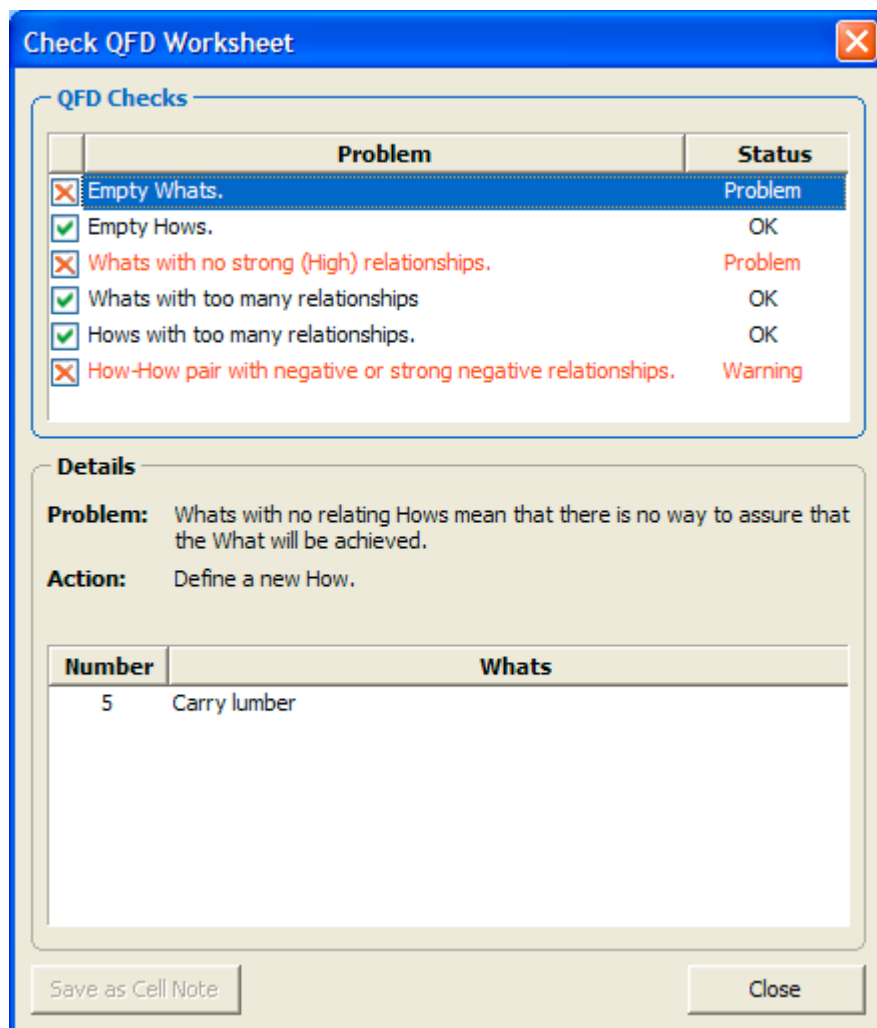 Check QFD Worksheet
QFD Checks
Problem Status
Empty Whats. Problem
Empty Hows. OK
Whats with no strong (High) relationships. Problem
Whats with too many relationships OK
Hows with too many relationships. OK
How-How pair with negative or strong negative relationships. Warning
Details
Problem: Whats with no relating Hows mean that there is no way to assure that
the What will be achieved.
Action: Define a new How.
Number Whats
5 Carry lumber
Save as Cell Note Close